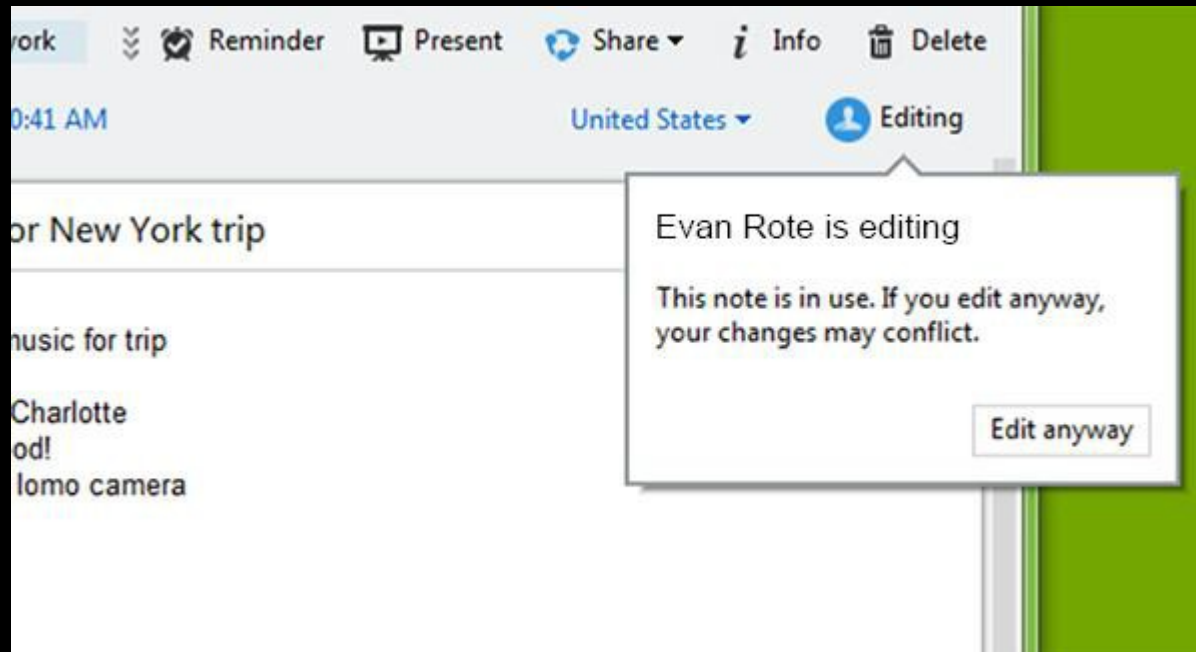 york Reminder Present Share Info Delete
0:41 AM United States Editing
or New York trip
Evan Rote is editing
This note is in use. If you edit anyway,
your changes may conflict.
music for trip
Charlotte
od!
lomo camera
Edit anyway